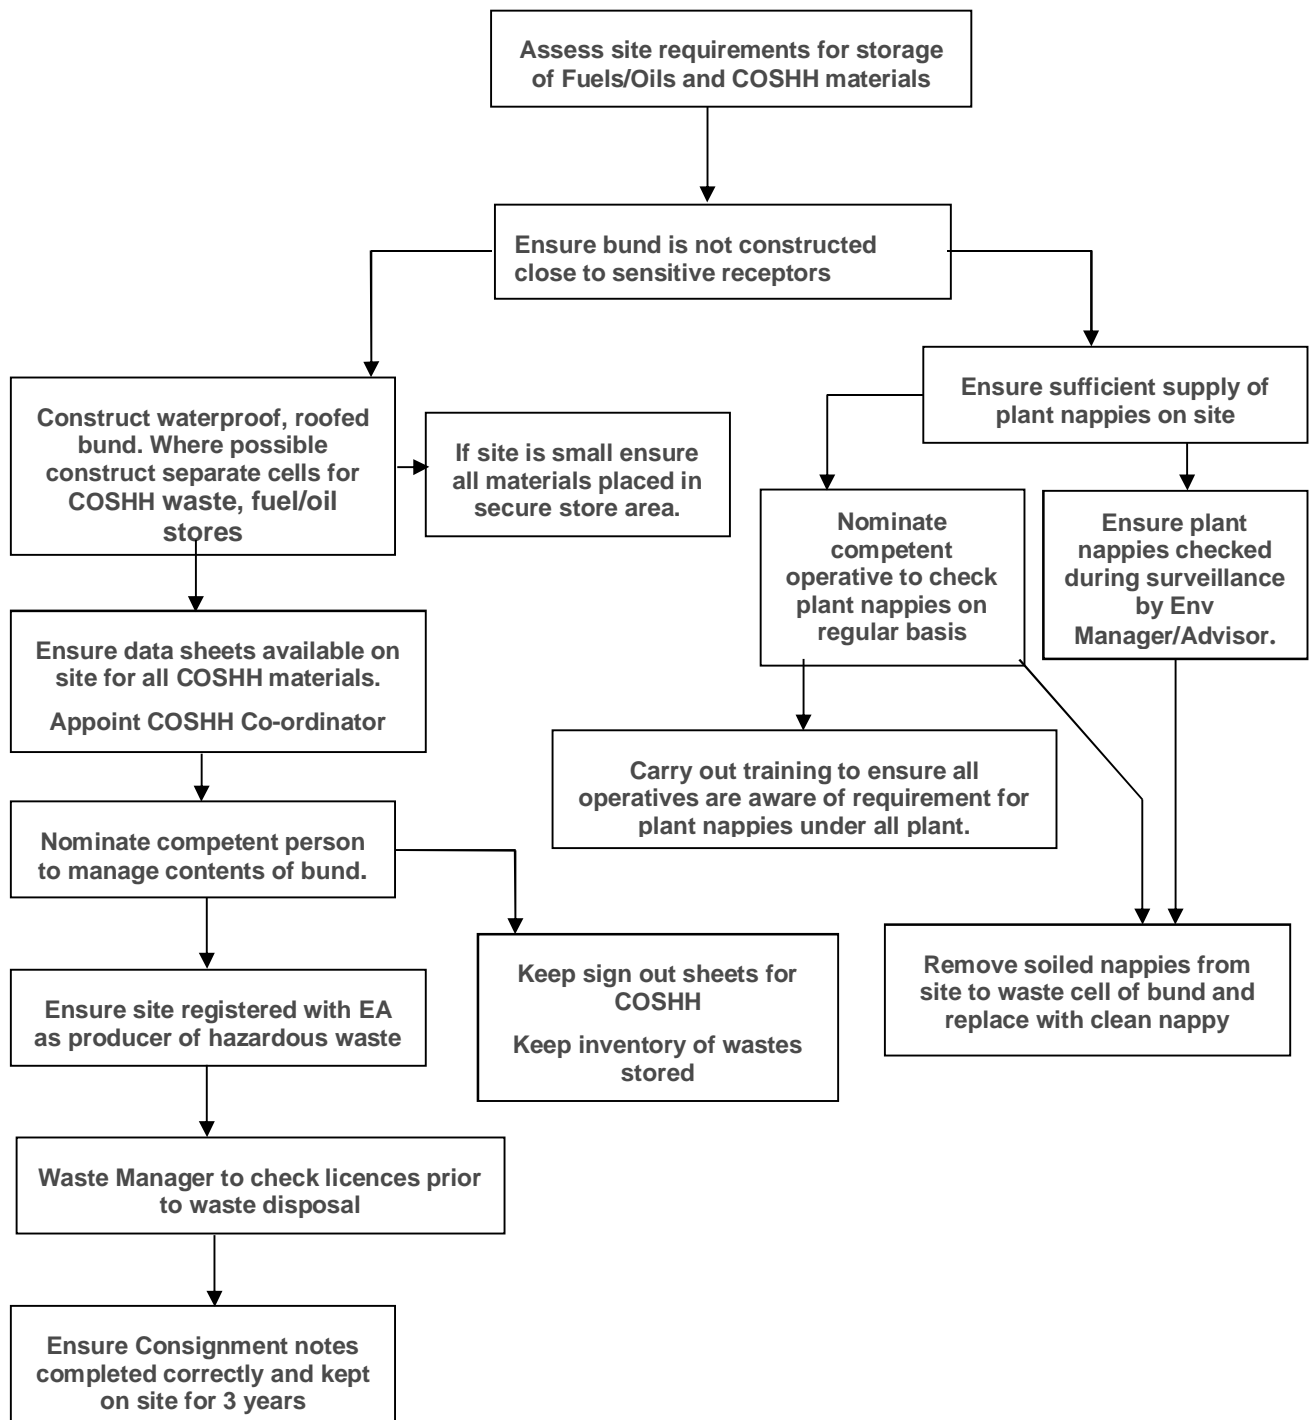 Assess site requirements for storage
of Fuels/Oils and COSHH materials
Ensure bund is not constructed
close to sensitive receptors
Construct waterproof, roofed
bund. Where possible
construct separate cells for
COSHH waste, fuel/oil
stores
If site is small ensure
all materials placed in
secure store area.
Ensure sufficient supply of
plant nappies on site
Nominate
competent
operative to check
plant nappies on
regular basis
Ensure plant
nappies checked
during surveillance
by Env
Manager/Advisor.
Ensure data sheets available on
site for all COSHH materials.
Appoint COSHH Co-ordinator
Carry out training to ensure all
operatives are aware of requirement for
plant nappies under all plant.
Nominate competent person
to manage contents of bund.
Keep sign out sheets for
COSHH
Keep inventory of wastes
stored
Remove soiled nappies from
site to waste cell of bund and
replace with clean nappy
Ensure site registered with EA
as producer of hazardous waste
Waste Manager to check licences prior
to waste disposal
Ensure Consignment notes
completed correctly and kept
on site for 3 years